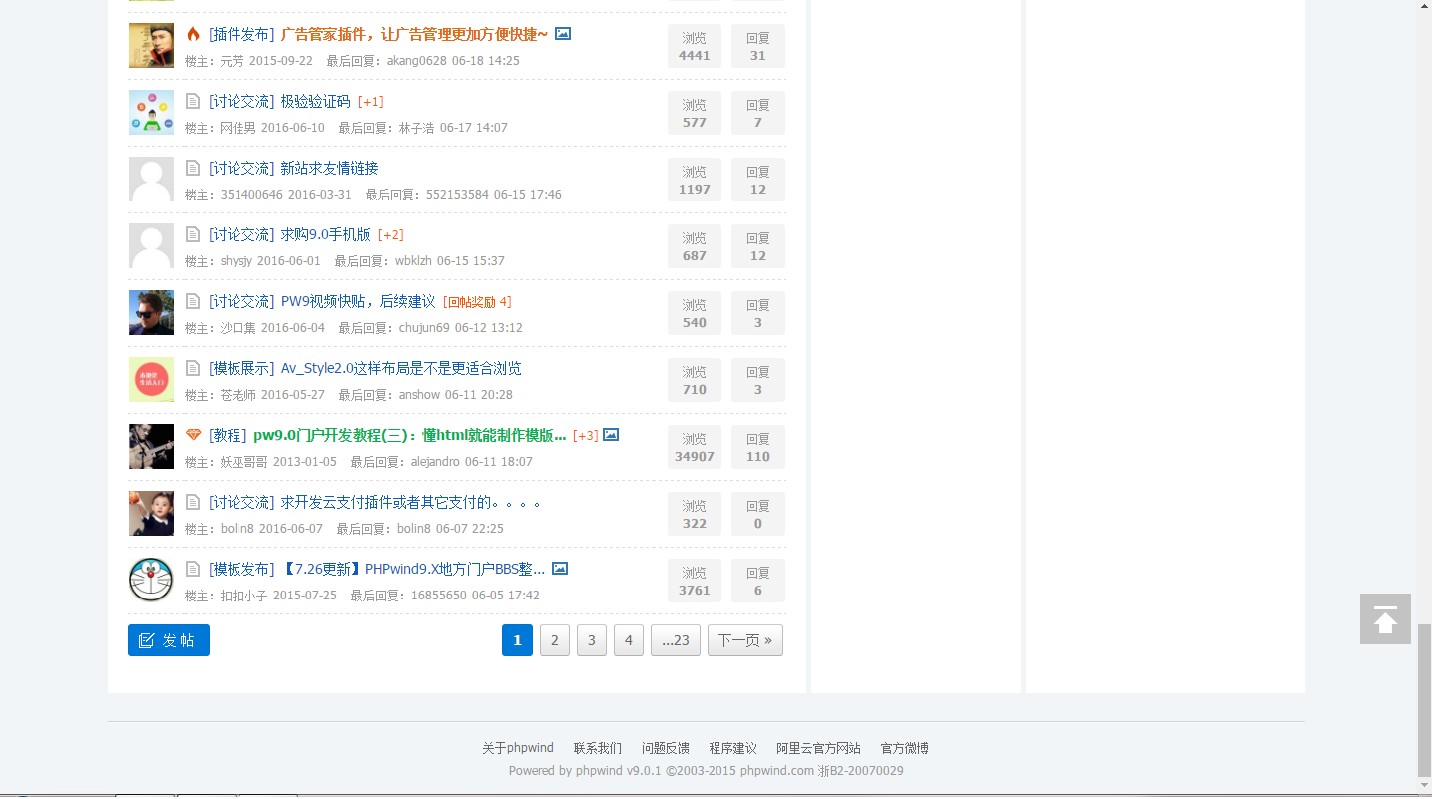 [插件发布] 广告管家插件，让广告管理更加方便快捷~
浏览 4441
回复 31
楼主：元芳 2015-09-22 最后回复：akang0628 06-18 14:25
[讨论交流] 极验验证码 [+1]
浏览 577
回复 7
楼主：网佳男 2016-06-10 最后回复：林子浩 06-17 14:07
[讨论交流] 新站求友情链接
浏览 1197
回复 12
楼主：351400646 2016-03-31 最后回复：552153584 06-15 17:46
[讨论交流] 求购9.0手机版 [+2]
浏览 687
回复 12
楼主：shysjy 2016-06-01 最后回复：wbklzh 06-15 15:37
[讨论交流] PW9视频快贴，后续建议 [回帖奖励 4]
浏览 540
回复 3
楼主：沙口集 2016-06-04 最后回复：chujun69 06-12 13:12
[模板展示] Av_Style2.0这样布局是不是更适合浏览
浏览 710
回复 3
楼主：苍老师 2016-05-27 最后回复：anshow 06-11 20:28
[教程] pw9.0门户开发教程(三)：懂html就能制作模版... [+3]
浏览 34907
回复 110
楼主：妖巫哥哥 2013-01-05 最后回复：alejandro 06-11 18:07
[讨论交流] 求开发云支付插件或者其它支付的。。。。
浏览 322
回复 0
楼主：bolin8 2016-06-07 最后回复：bolin8 06-07 22:25
[模板发布] 【7.26更新】PHPwind9.X地方门户BBS整...
浏览 3761
回复 6
楼主：扣扣小子 2015-07-25 最后回复：16855650 06-05 17:42
发帖 1 2 3 4 ...23 下一页 »
关于phpwind 联系我们 问题反馈 程序建议 阿里云官方网站 官方微博
Powered by phpwind v9.0.1 ©2003-2015 phpwind.com 浙B2-20070029